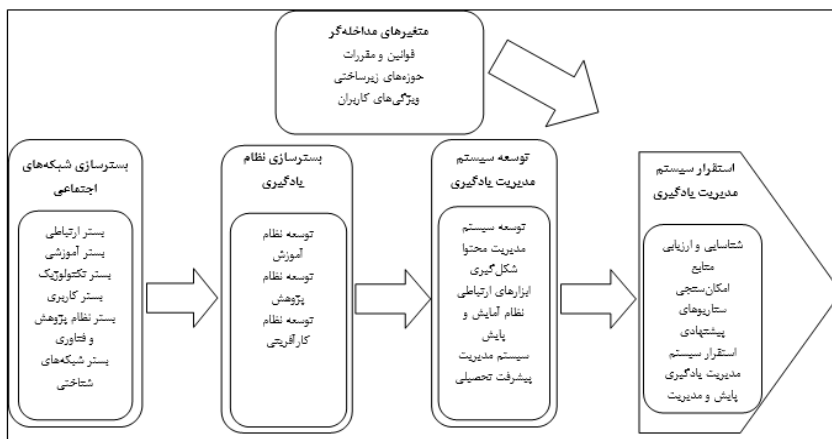 متغیرهای مداخله‌گر
قوانین و مقررات
حوزه‌های زیرساختی
ویژگی‌های کاربران
بسترسازی شبکه‌های
اجتماعی
بستر ارتباطی
بستر آموزشی
بستر تکنولوژیک
بستر کاربری
بستر نظام پژوهش
و فناوری
بستر شبکه‌های
شناختی
بسترسازی نظام
یادگیری
توسعه نظام
آموزش
توسعه نظام
پژوهش
توسعه نظام
کارآفرینی
توسعه سیستم
مدیریت یادگیری
توسعه سیستم
مدیریت محتوا
شکل‌گیری
ابزارهای ارتباطی
نظام آمایش و
پایش
سیستم مدیریت
پیشرفت تحصیلی
استقرار سیستم
مدیریت یادگیری
شناسایی و ارزیابی
منابع
امکان‌سنجی
سناریوهای
پیشنهادی
استقرار سیستم
مدیریت یادگیری
پایش و مدیریت